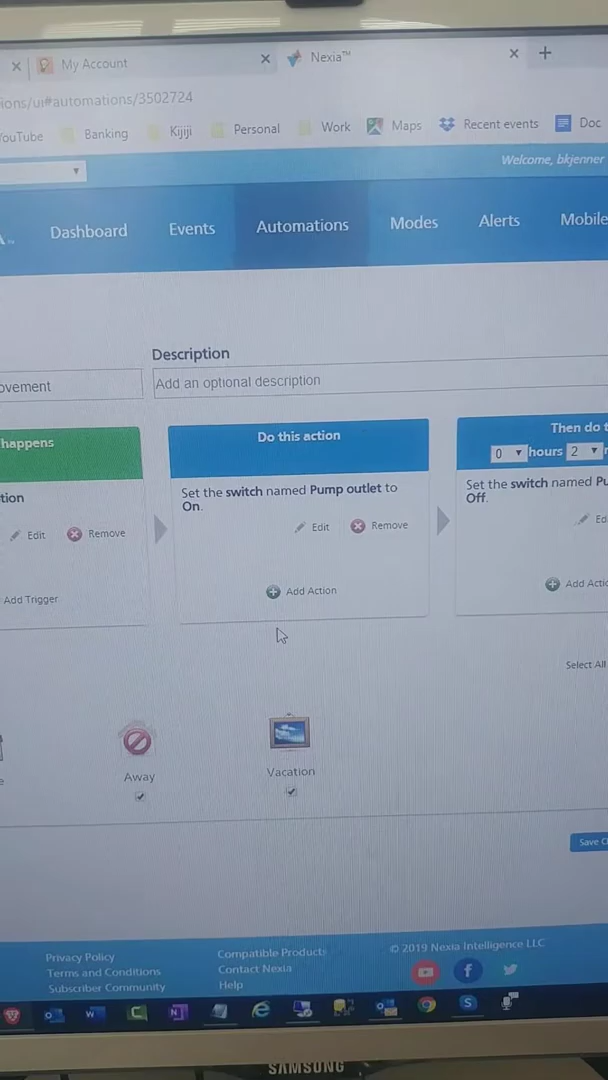 My Account
Nexia™
ions/ui#automations/3502724
YouTube
Banking
Kijiji
Personal
Work
Maps
Recent events
Doc
Welcome, bkjenner
Dashboard
Events
Automations
Modes
Alerts
Mobile
Description
ovement
Add an optional description
happens
Do this action
Then do t
0
hours
2
tion
Set the switch named Pump outlet to
On.
Set the switch named Pu
Off.
Edit
Remove
Edit
Remove
Ed
Add Trigger
Add Action
Add Actio
Select All
e
Away
Vacation
Save C
Privacy Policy
Terms and Conditions
Subscriber Community
Compatible Products
Contact Nexia
Help
© 2019 Nexia Intelligence LLC
SAMSUNG